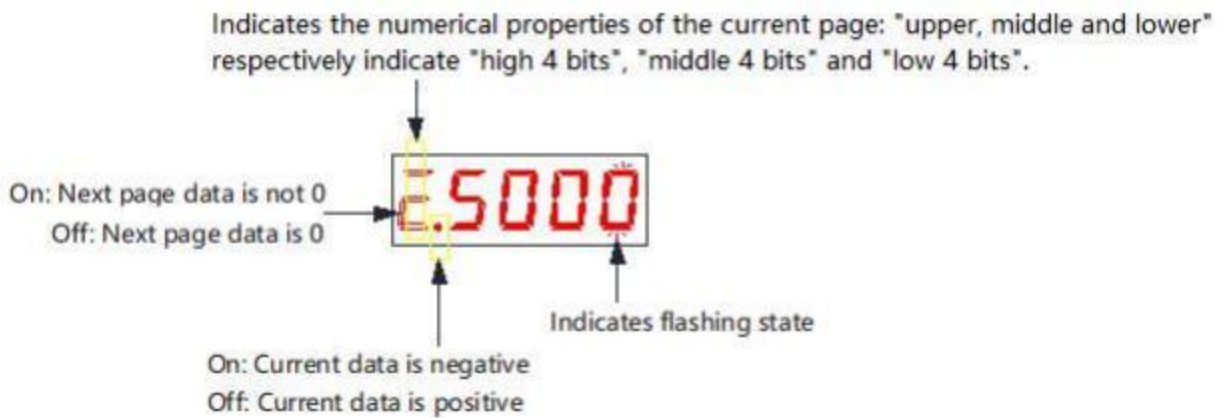 Indicates the numerical properties of the current page: "upper, middle and lower"
respectively indicate "high 4 bits", "middle 4 bits" and "low 4 bits".
On: Next page data is not 0
Off: Next page data is 0
.5000
Indicates flashing state
On: Current data is negative
Off: Current data is positive